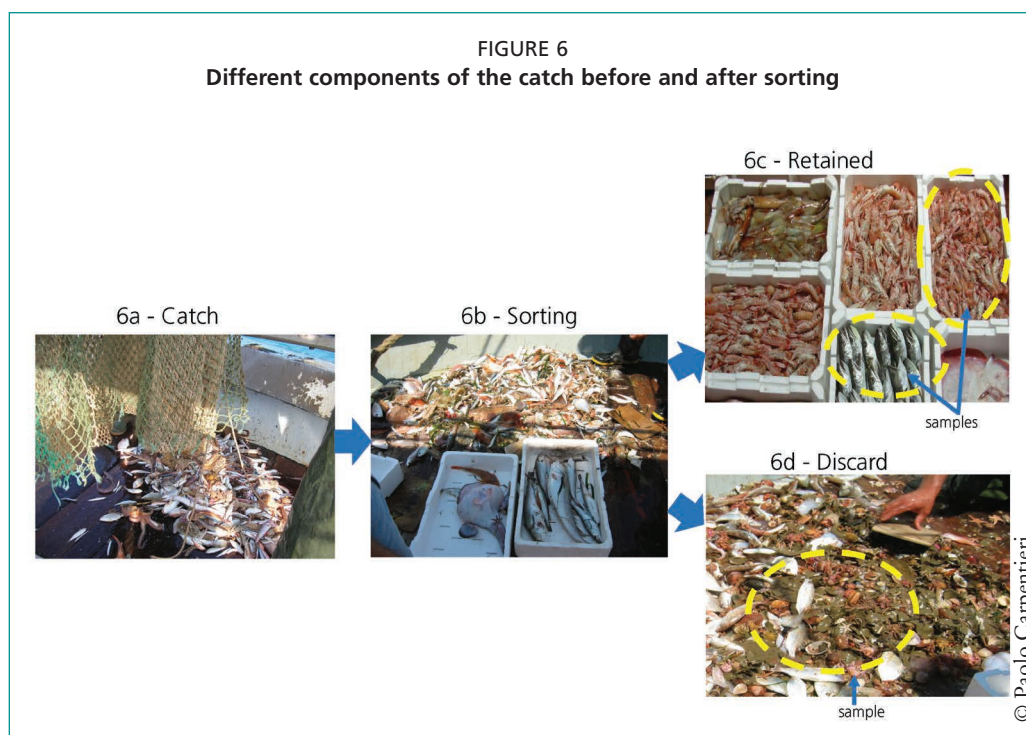 FIGURE 6
Different components of the catch before and after sorting
6a - Catch
6b - Sorting
6c - Retained
samples
6d - Discard
sample
© Paolo Carpentieri